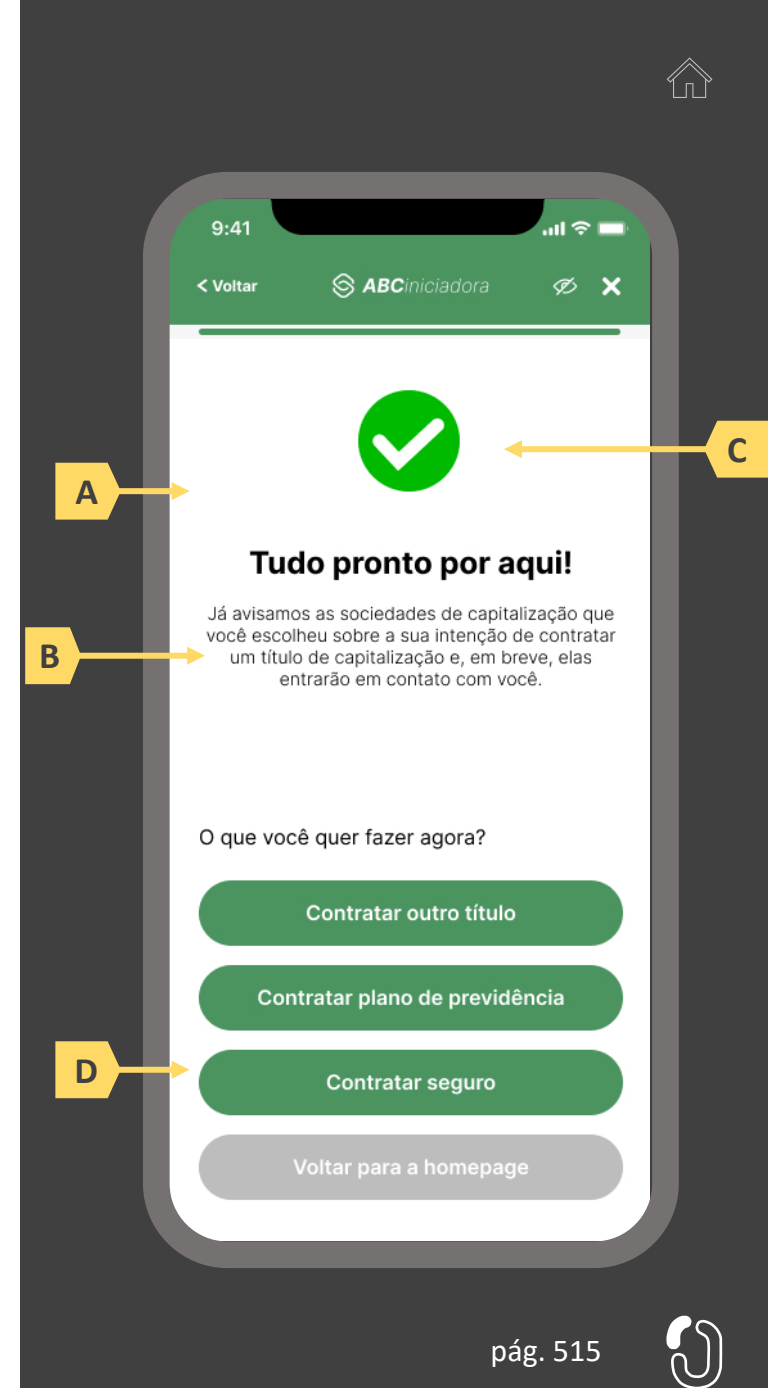 9:41
< Voltar
ABCiniciadora
C
A
Tudo pronto por aqui!
Já avisamos as sociedades de capitalização que
você escolheu sobre a sua intenção de contratar
B
um título de capitalização e, em breve, elas
entrarão em contato com você.
O que você quer fazer agora?
Contratar outro título
Contratar plano de previdência
D
Contratar seguro
Voltar para a homepage
pág. 515